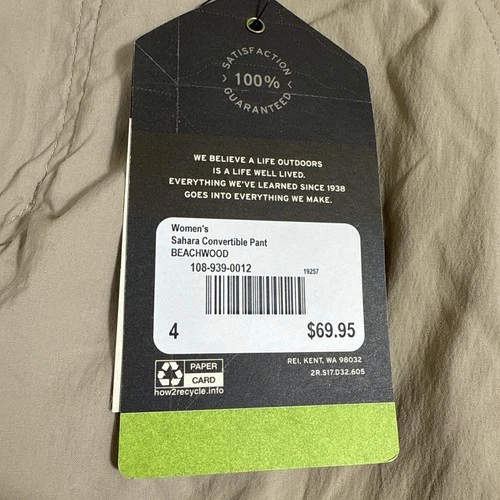 SATISFACTION
100%
GUARANTEED
WE BELIEVE A LIFE OUTDOORS
IS A LIFE WELL LIVED.
EVERYTHING WE'VE LEARNED SINCE 1938
GOES INTO EVERYTHING WE MAKE.
Women's
Sahara Convertible Pant
BEACHWOOD
108-939-0012 19257
4 $69.95
PAPER
CARD
how2recycle.info
REI, KENT, WA 98032
2R.S17.D32.605